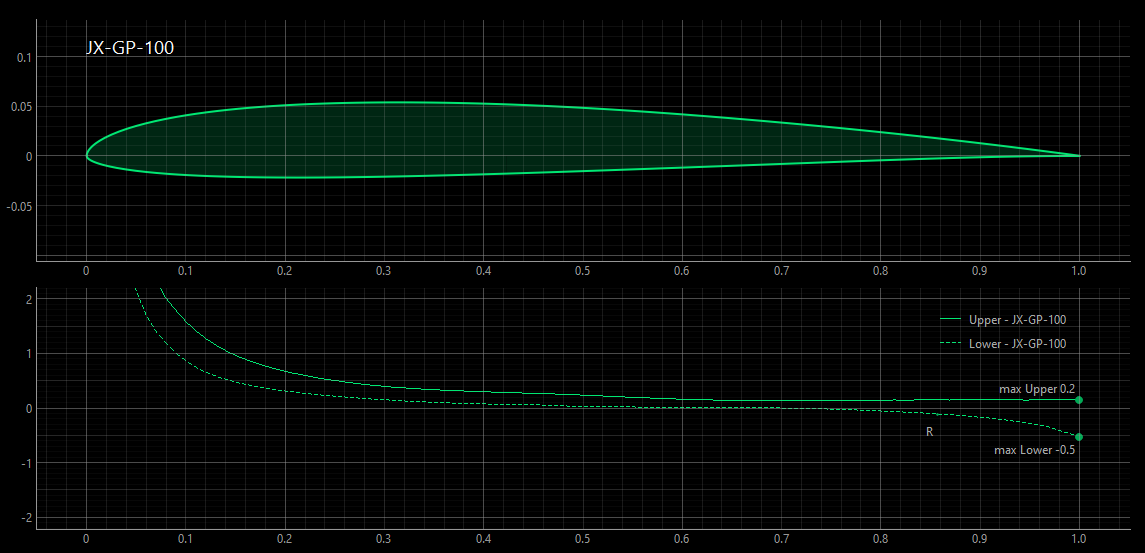 JX-GP-100
0.1
0.05
0
-0.05
0 0.1 0.2 0.3 0.4 0.5 0.6 0.7 0.8 0.9 1.0
2
Upper - JX-GP-100
Lower - JX-GP-100
1
max Upper 0.2
0
R
max Lower -0.5
-1
-2
0 0.1 0.2 0.3 0.4 0.5 0.6 0.7 0.8 0.9 1.0